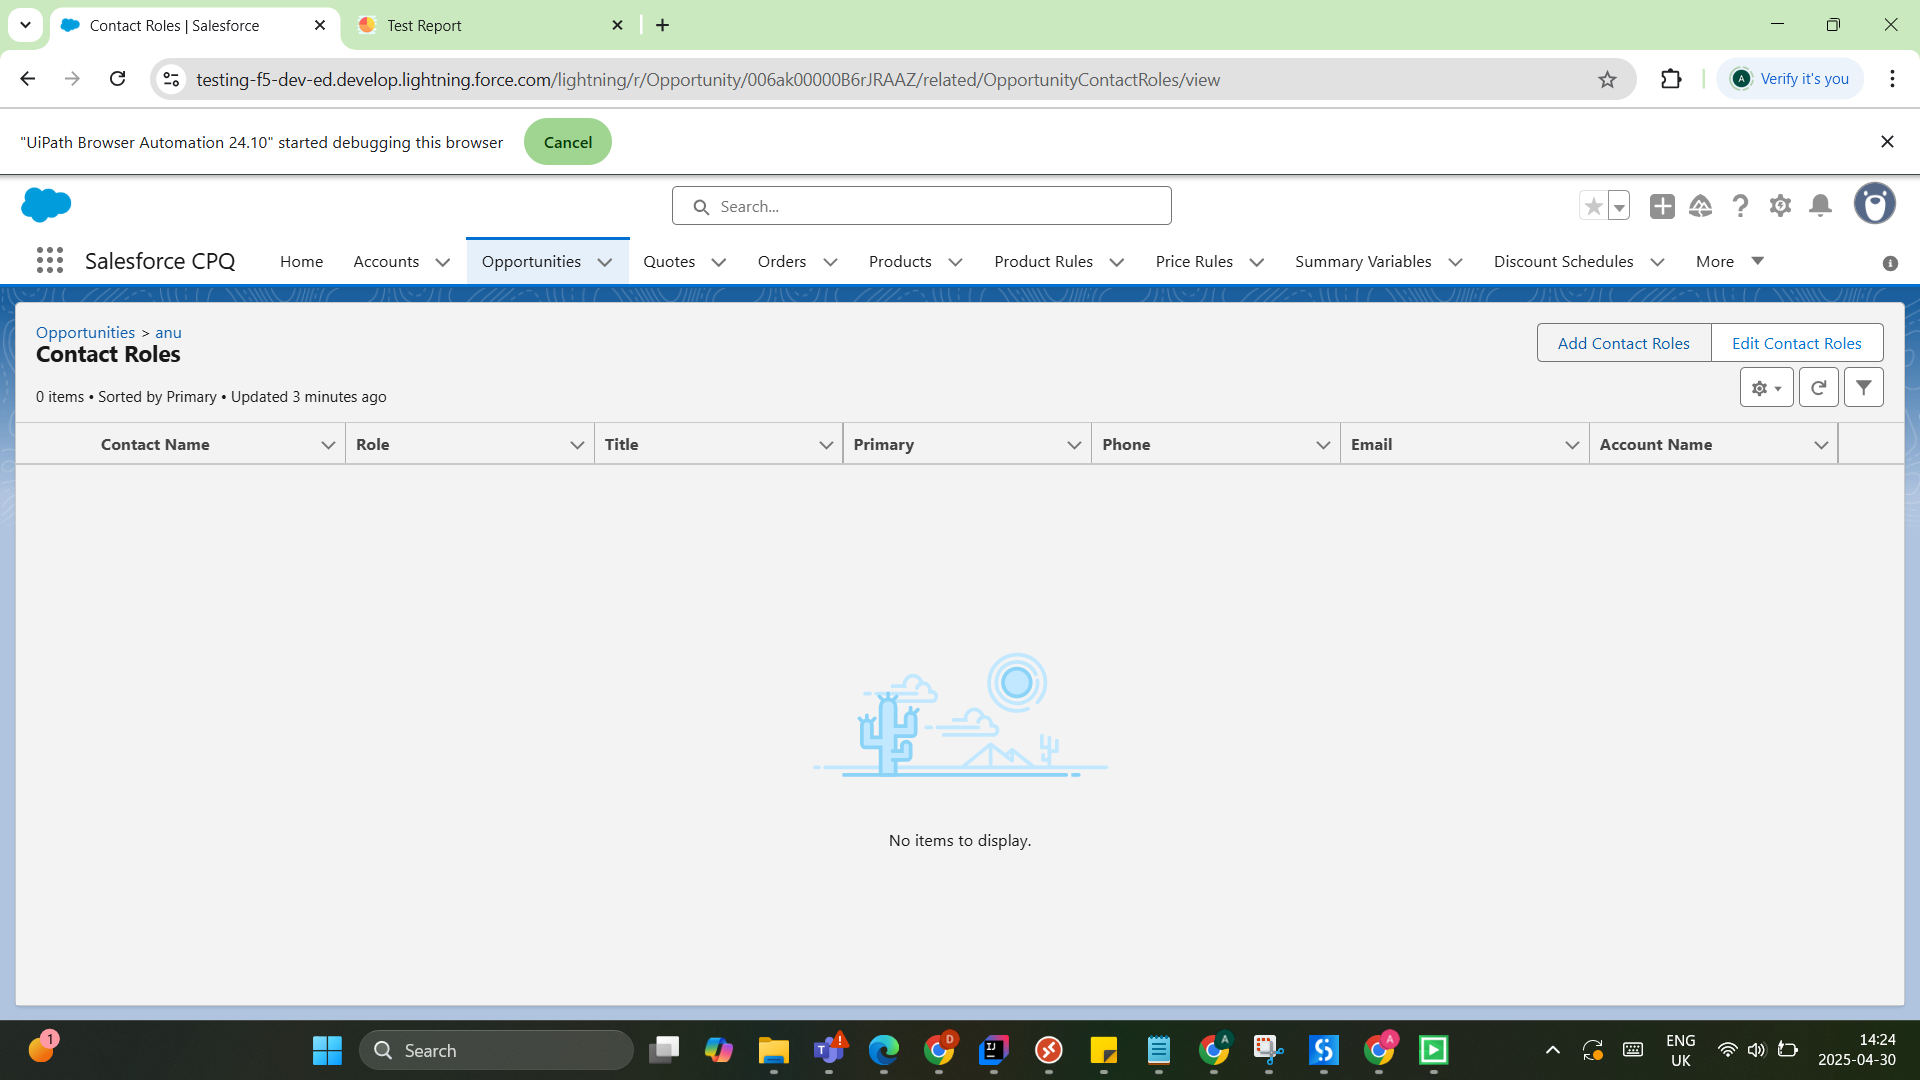 Contact Roles | Salesforce
Test Report
testing-f5-dev-ed.develop.lightning.force.com/lightning/r/Opportunity/006ak00000B6rJRAAZ/related/OpportunityContactRoles/view
A
Verify it's you
"UiPath Browser Automation 24.10" started debugging this browser
Cancel
Search...
Salesforce CPQ
Home
Accounts
Opportunities
Quotes
Orders
Products
Product Rules
Price Rules
Summary Variables
Discount Schedules
More
Opportunities > anu
Contact Roles
Add Contact Roles
Edit Contact Roles
0 items • Sorted by Primary • Updated 3 minutes ago
Contact Name
Role
Title
Primary
Phone
Email
Account Name
No items to display.
1
Search
D
A
A
ENG
UK
14:24
2025-04-30